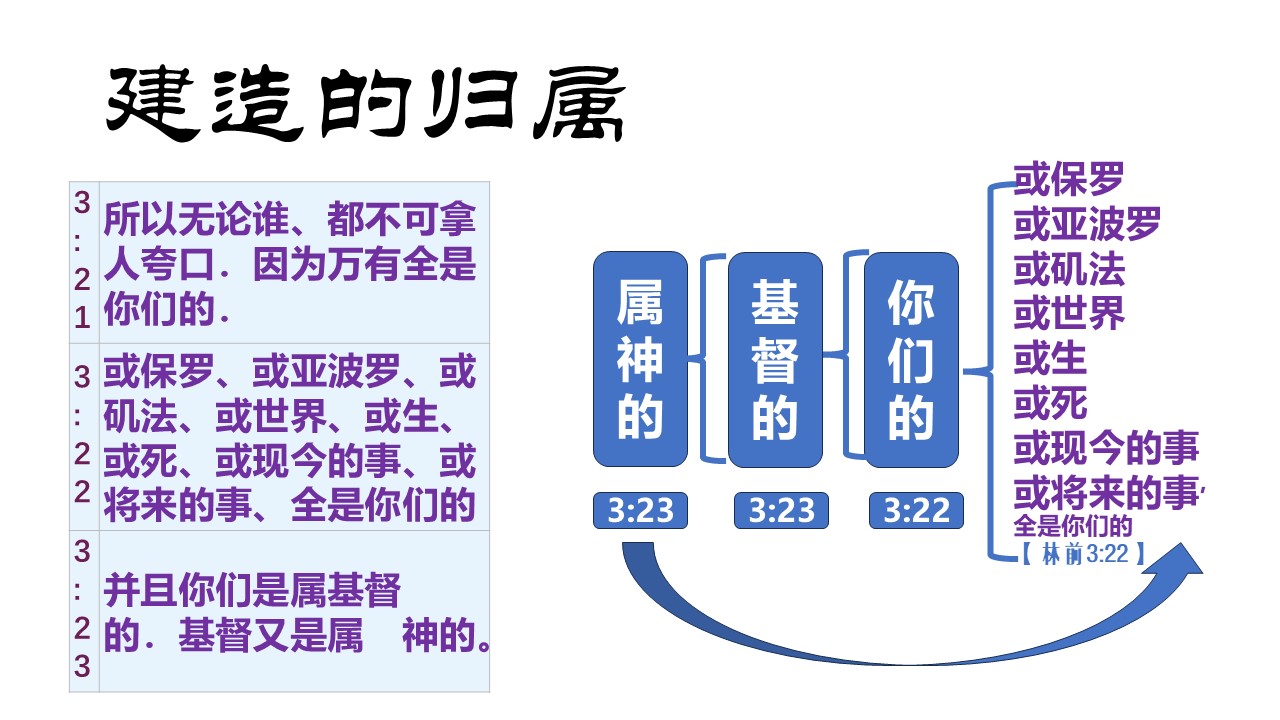 建造的归属
3:21
所以无论谁、都不可拿
人夸口．因为万有全是
你们的．
3:22
或保罗、或亚波罗、或
矶法、或世界、或生、
或死、或现今的事、或
将来的事、全是你们的
3:23
并且你们是属基督
的．基督又是属　神的。
属神的
3:23
基督的
3:23
你们的
3:22
或保罗
或亚波罗
或矶法
或世界
或生
或死
或现今的事
或将来的事，
全是你们的
【林前3:22】